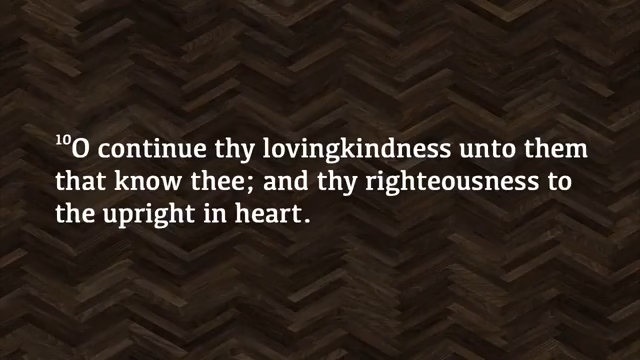 ¹⁰O continue thy lovingkindness unto them
that know thee; and thy righteousness to
the upright in heart.